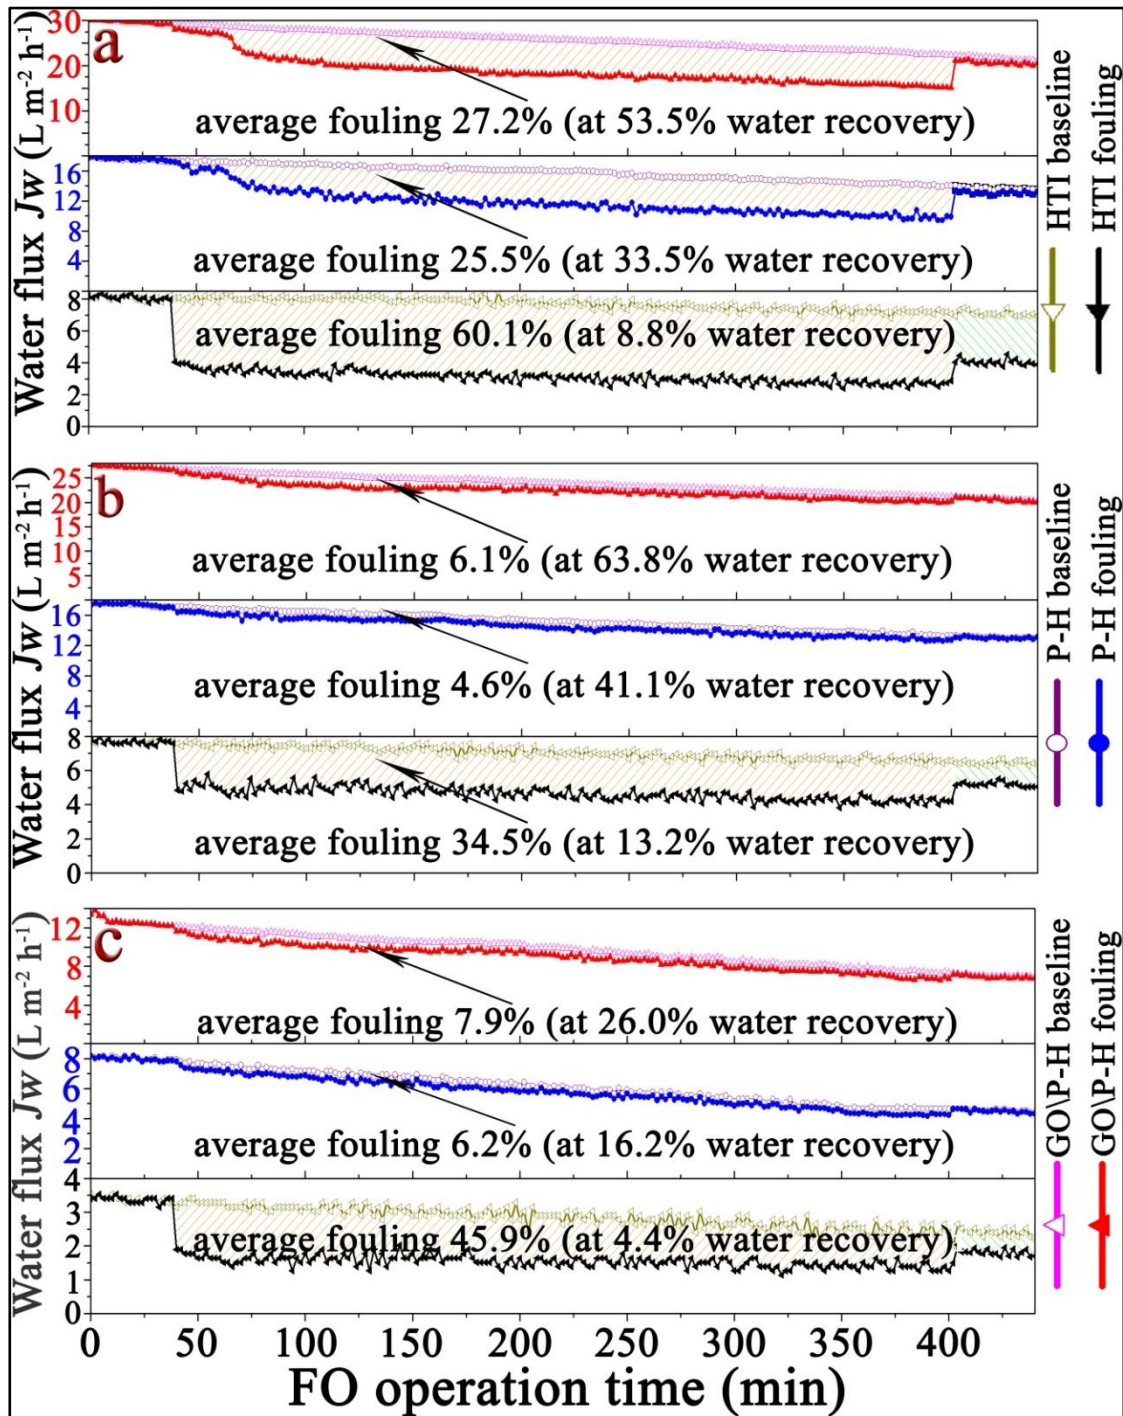 a
Water flux Jw (L m-2 h-1)
30
20
10
average fouling 27.2% (at 53.5% water recovery)
16
12
8
4
average fouling 25.5% (at 33.5% water recovery)
8
6
4
2
0
average fouling 60.1% (at 8.8% water recovery)
HTI baseline
HTI fouling
b
Water flux Jw (L m-2 h-1)
25
20
15
10
5
average fouling 6.1% (at 63.8% water recovery)
16
12
8
4
average fouling 4.6% (at 41.1% water recovery)
8
6
4
2
0
average fouling 34.5% (at 13.2% water recovery)
P-H baseline
P-H fouling
c
Water flux Jw (L m-2 h-1)
12
8
4
average fouling 7.9% (at 26.0% water recovery)
8
6
4
2
average fouling 6.2% (at 16.2% water recovery)
4
3
2
1
0
average fouling 45.9% (at 4.4% water recovery)
GO\P-H baseline
GO\P-H fouling
0 50 100 150 200 250 300 350 400
FO operation time (min)